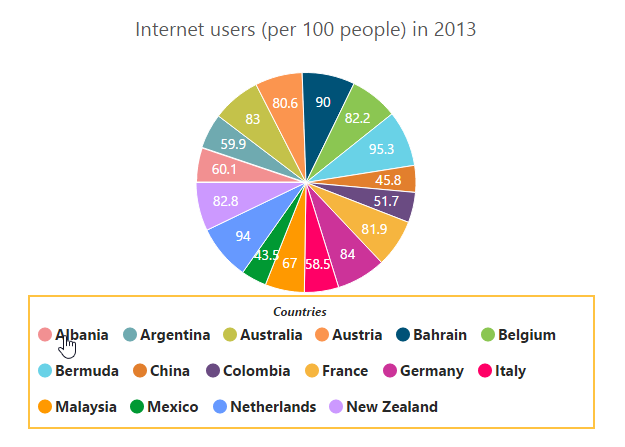 Internet users (per 100 people) in 2013
80.6 90
83 82.2
59.9 95.3
60.1 45.8
82.8 51.7
94 81.9
43.5 67 58.5 84
Countries
Albania Argentina Australia Austria Bahrain Belgium
Bermuda China Colombia France Germany Italy
Malaysia Mexico Netherlands New Zealand